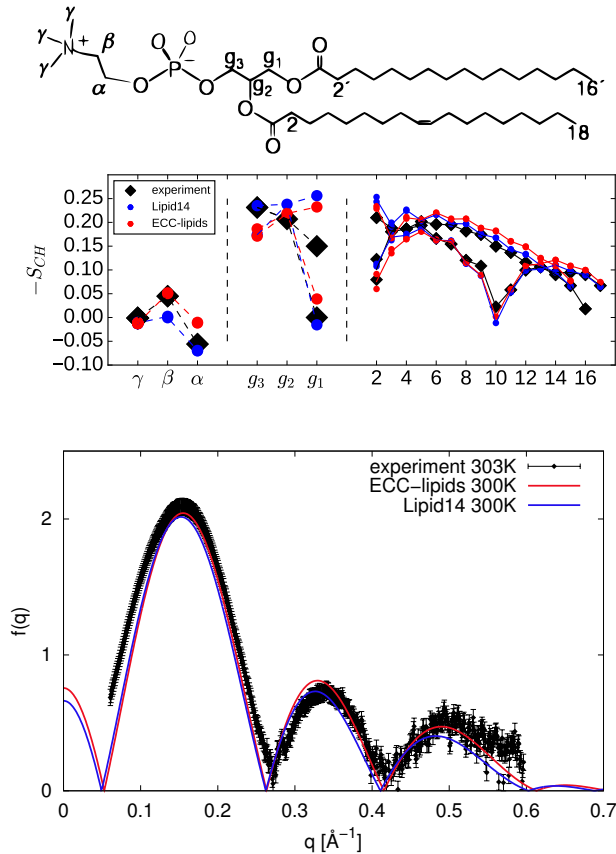 γ
γ N + β O O
γ P −
α O O g₃ g₁ O O
g₂ 2´ 16´
O 2
O 18
experiment
Lipid14
ECC-lipids
−S_CH
0.25
0.20
0.15
0.10
0.05
0.00
−0.05
−0.10
γ β α g₃ g₂ g₁ 2 4 6 8 10 12 14 16
experiment 303K
ECC−lipids 300K
Lipid14 300K
f(q)
2
1
0
0 0.1 0.2 0.3 0.4 0.5 0.6 0.7
q [Å⁻¹]